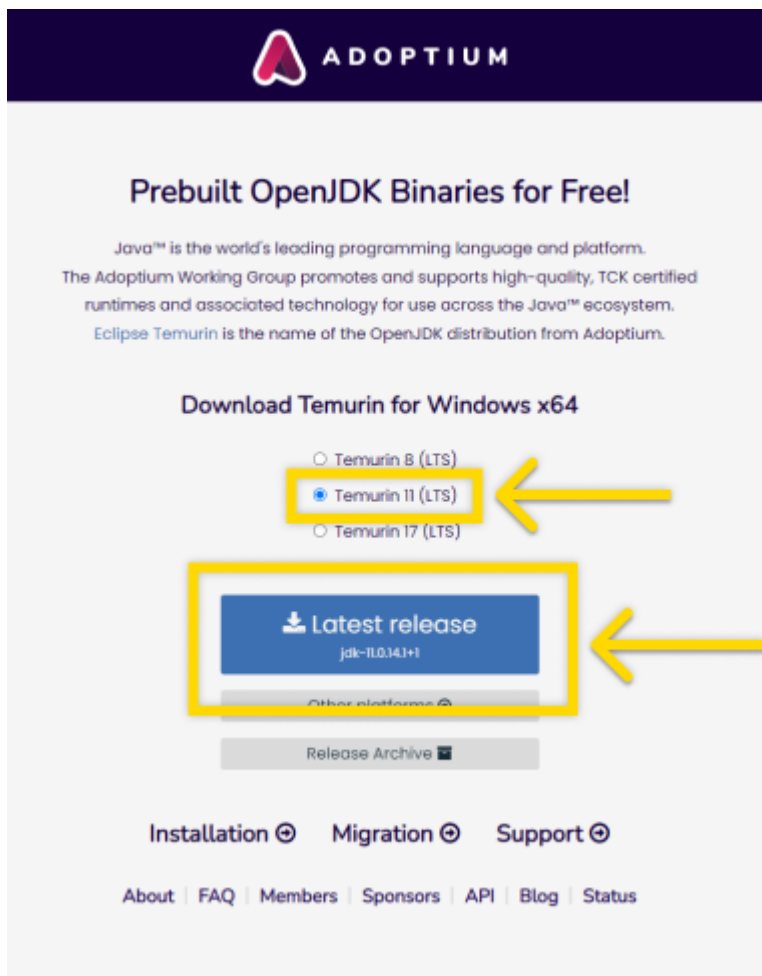 ADOPTIUM
Prebuilt OpenJDK Binaries for Free!
Java™ is the world's leading programming language and platform.
The Adoptium Working Group promotes and supports high-quality, TCK certified
runtimes and associated technology for use across the Java™ ecosystem.
Eclipse Temurin is the name of the OpenJDK distribution from Adoptium.
Download Temurin for Windows x64
Temurin 8 (LTS)
Temurin 11 (LTS)
Temurin 17 (LTS)
Latest release
jdk-11.0.14.1+1
Other platforms
Release Archive
Installation Migration Support
About | FAQ | Members | Sponsors | API | Blog | Status